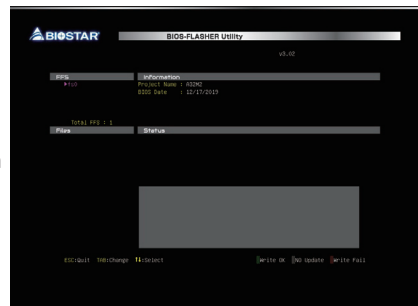 BIOSTAR
BIOS-FLASHER Utility
v3.02
FFS
Information
fs0
Project Name : A32M2
BIOS Date : 12/17/2019
Total FFS : 1
Files
Status
ESC:Quit TAB:Change ↑↓:Select
Write OK NO Update Write Fail